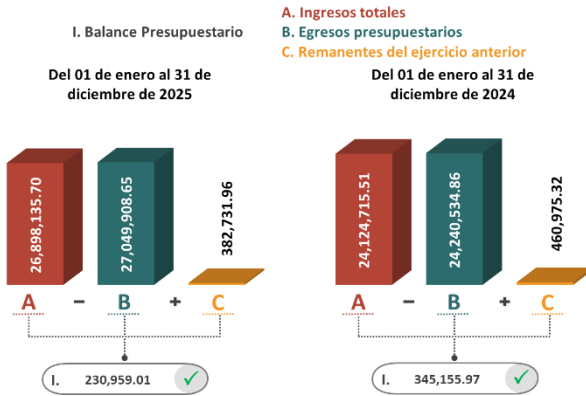 I. Balance Presupuestario
A. Ingresos totales
B. Egresos presupuestarios
C. Remanentes del ejercicio anterior
Del 01 de enero al 31 de
diciembre de 2025
26,898,135.70
27,049,908.65
382,731.96
A – B + C
I. 230,959.01
Del 01 de enero al 31 de
diciembre de 2024
24,124,715.51
24,240,534.86
460,975.32
A – B + C
I. 345,155.97